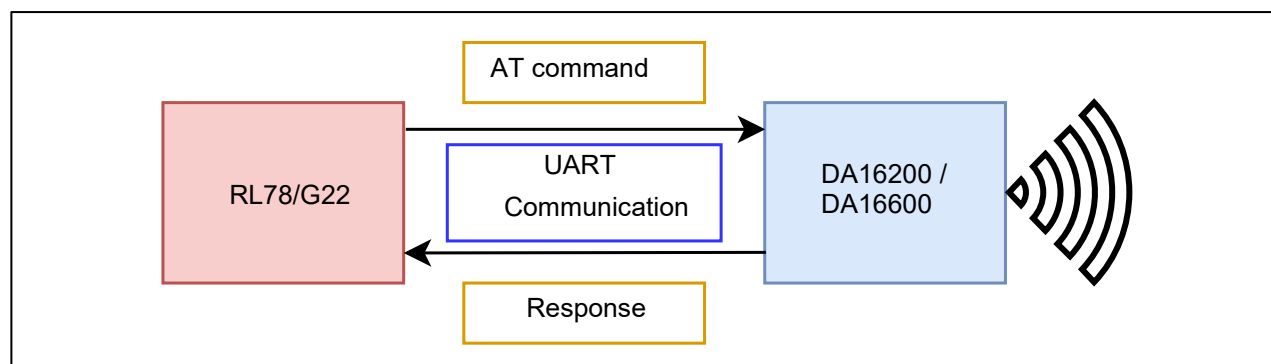 AT command
RL78/G22
UART
Communication
DA16200 /
DA16600
Response